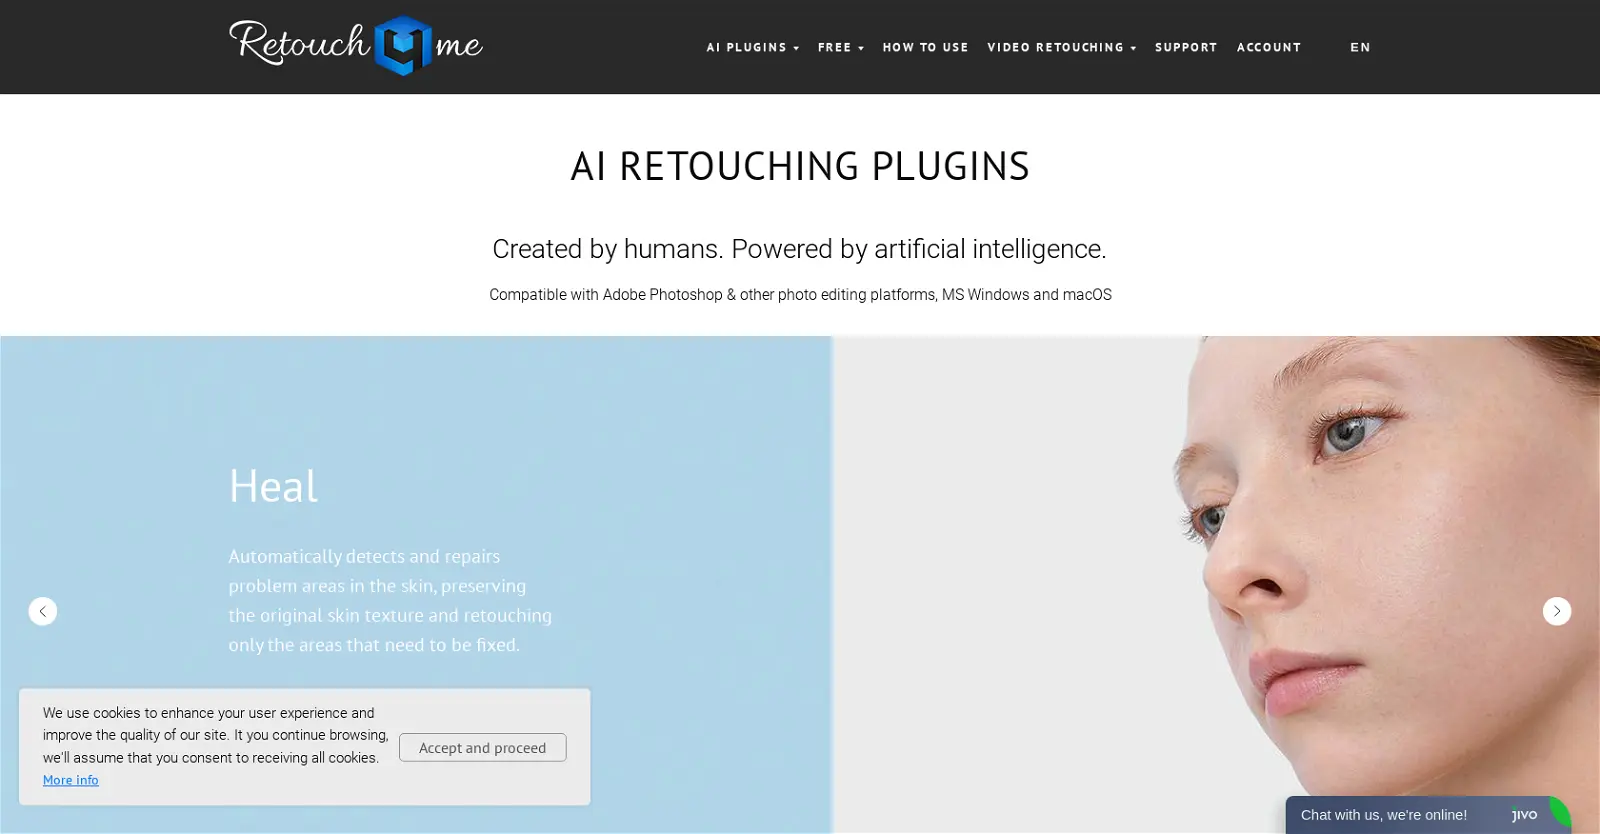 Retouch4me
AI PLUGINS FREE HOW TO USE VIDEO RETOUCHING SUPPORT ACCOUNT EN
AI RETOUCHING PLUGINS
Created by humans. Powered by artificial intelligence.
Compatible with Adobe Photoshop & other photo editing platforms, MS Windows and macOS
Heal
Automatically detects and repairs
problem areas in the skin, preserving
the original skin texture and retouching
only the areas that need to be fixed.
We use cookies to enhance your user experience and
improve the quality of our site. It you continue browsing,
we'll assume that you consent to receiving all cookies.
More info
Accept and proceed
Chat with us, we're online! jivo